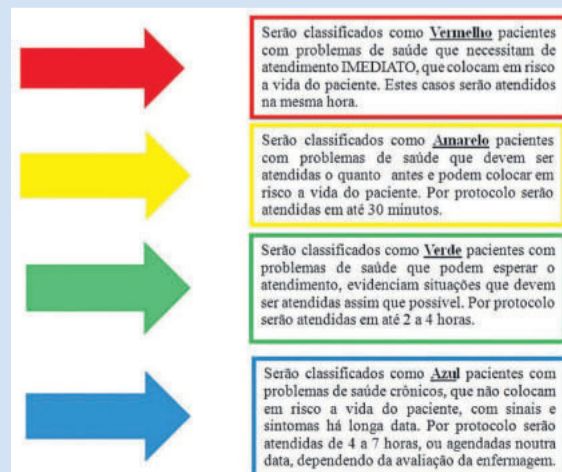 Serão classificados como Vermelho pacientes
com problemas de saúde que necessitam de
atendimento IMEDIATO, que colocam em risco
a vida do paciente. Estes casos serão atendidos
na mesma hora.
Serão classificados como Amarelo pacientes
com problemas de saúde que devem ser
atendidas o quanto antes e podem colocar em
risco a vida do paciente. Por protocolo serão
atendidas em até 30 minutos.
Serão classificados como Verde pacientes com
problemas de saúde que podem esperar o
atendimento, evidenciam situações que devem
ser atendidas assim que possível. Por protocolo
serão atendidas em até 2 a 4 horas.
Serão classificados como Azul pacientes com
problemas de saúde crônicos, que não colocam
em risco a vida do paciente, com sinais e
sintomas há longa data. Por protocolo serão
atendidas de 4 a 7 horas, ou agendadas noutra
data, dependendo da avaliação da enfermagem.